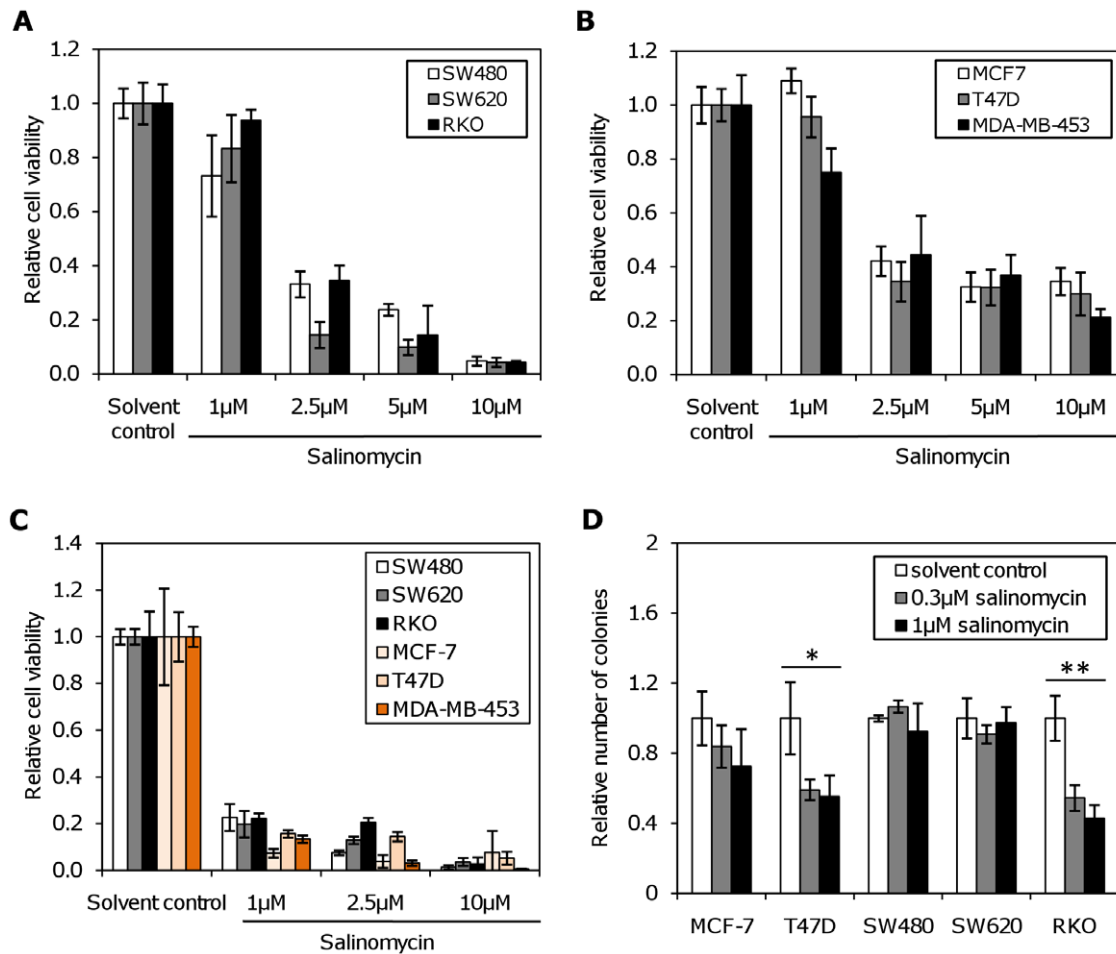 A
Relative cell viability
1.2
1.0
0.8
0.6
0.4
0.2
0.0
SW480
SW620
RKO
Solvent control
1µM
2.5µM
5µM
10µM
Salinomycin
B
Relative cell viability
1.2
1.0
0.8
0.6
0.4
0.2
0.0
MCF7
T47D
MDA-MB-453
Solvent control
1µM
2.5µM
5µM
10µM
Salinomycin
C
Relative cell viability
1.4
1.2
1.0
0.8
0.6
0.4
0.2
0.0
SW480
SW620
RKO
MCF-7
T47D
MDA-MB-453
Solvent control
1µM
2.5µM
10µM
Salinomycin
D
Relative number of colonies
2
1.6
1.2
0.8
0.4
0
solvent control
0.3µM salinomycin
1µM salinomycin
*
**
MCF-7
T47D
SW480
SW620
RKO